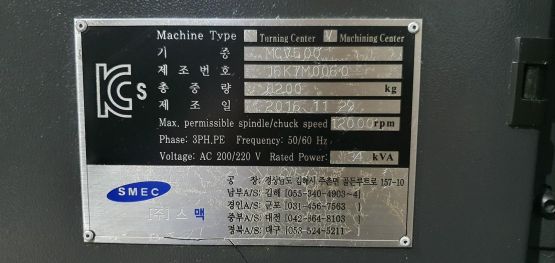 Machine Type Turning Center V Machining Center
기 종 MCV500
제 조 번 호
총 중 량 kg
제 조 일 2016. 11. 29.
Max. permissible spindle/chuck speed 12000 rpm
Phase: 3PH,PE Frequency: 50/60 Hz
Voltage: AC 200/220 V Rated Power: 34 kVA
KCs
SMEC
(주)스맥
공 장: 경상남도 김해시 주촌면 골든루트로 157-10
남부A/S: 김해 [055-340-4903~4]
경인A/S: 군포 [031-456-7563 ]
중부A/S: 대전 [042-864-8103 ]
경북A/S: 대구 [053-524-5211 ]